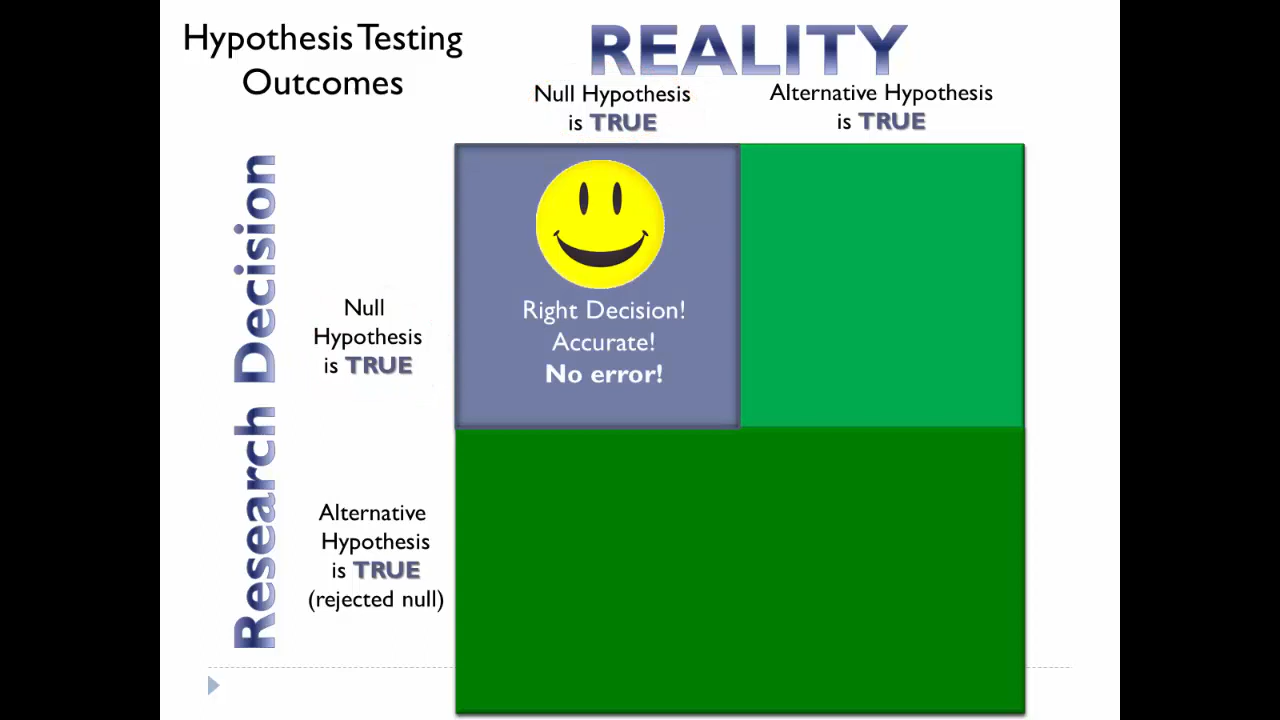 Hypothesis Testing
Outcomes
REALITY
Null Hypothesis
is TRUE
Alternative Hypothesis
is TRUE
Research Decision
Null
Hypothesis
is TRUE
Right Decision!
Accurate!
No error!
Alternative
Hypothesis
is TRUE
(rejected null)